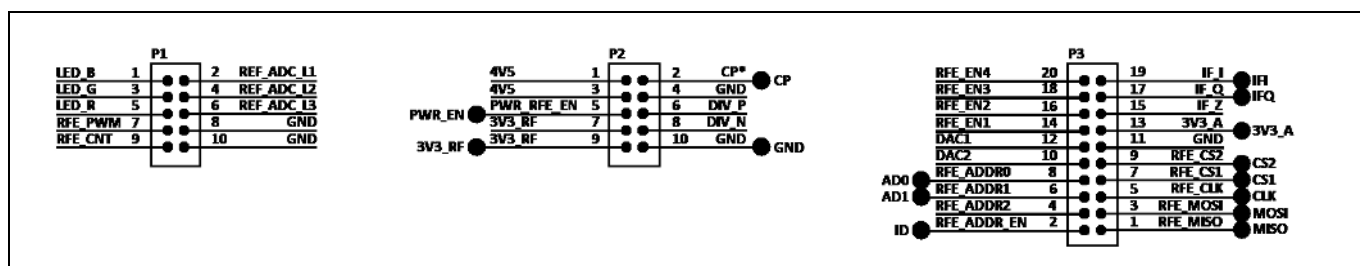 P1
LED_B 1 2 REF_ADC_L1
LED_G 3 4 REF_ADC_L2
LED_R 5 6 REF_ADC_L3
RFE_PWM 7 8 GND
RFE_CNT 9 10 GND
P2
4V5 1 2 CP* CP
4V5 3 4 GND
PWR_EN PWR_RFE_EN 5 6 DIV_P
3V3_RF 7 8 DIV_N
3V3_RF 3V3_RF 9 10 GND GND
P3
RFE_EN4 20 19 IF_I IFI
RFE_EN3 18 17 IF_Q IFQ
RFE_EN2 16 15 IF_Z
RFE_EN1 14 13 3V3_A 3V3_A
DAC1 12 11 GND
DAC2 10 9 RFE_CS2 CS2
AD0 RFE_ADDR0 8 7 RFE_CS1 CS1
AD1 RFE_ADDR1 6 5 RFE_CLK CLK
RFE_ADDR2 4 3 RFE_MOSI MOSI
ID RFE_ADDR_EN 2 1 RFE_MISO MISO